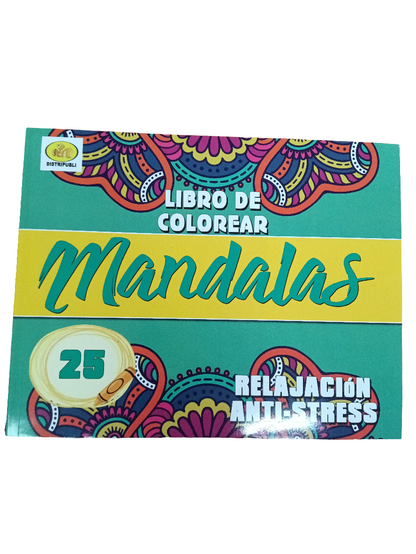 DISTRIPUBLI
LIBRO DE
COLOREAR
Mandalas
25
RELAJACIóN
ANTI-STRESS